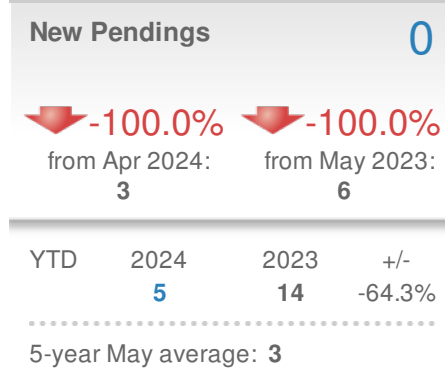 New Pendings 0
-100.0% -100.0%
from Apr 2024: from May 2023:
3 6
YTD 2024 2023 +/-
5 14 -64.3%
5-year May average: 3